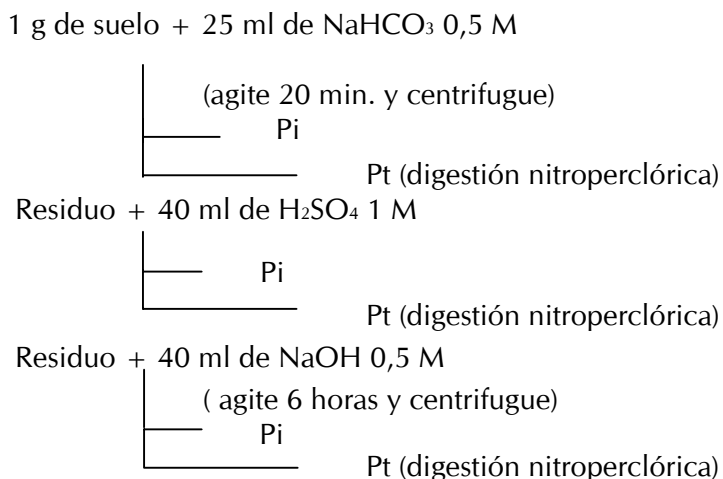 1 g de suelo + 25 ml de NaHCO₃ 0,5 M
(agite 20 min. y centrifugue)
Pi
Pt (digestión nitroperclórica)
Residuo + 40 ml de H₂SO₄ 1 M
Pi
Pt (digestión nitroperclórica)
Residuo + 40 ml de NaOH 0,5 M
( agite 6 horas y centrifugue)
Pi
Pt (digestión nitroperclórica)